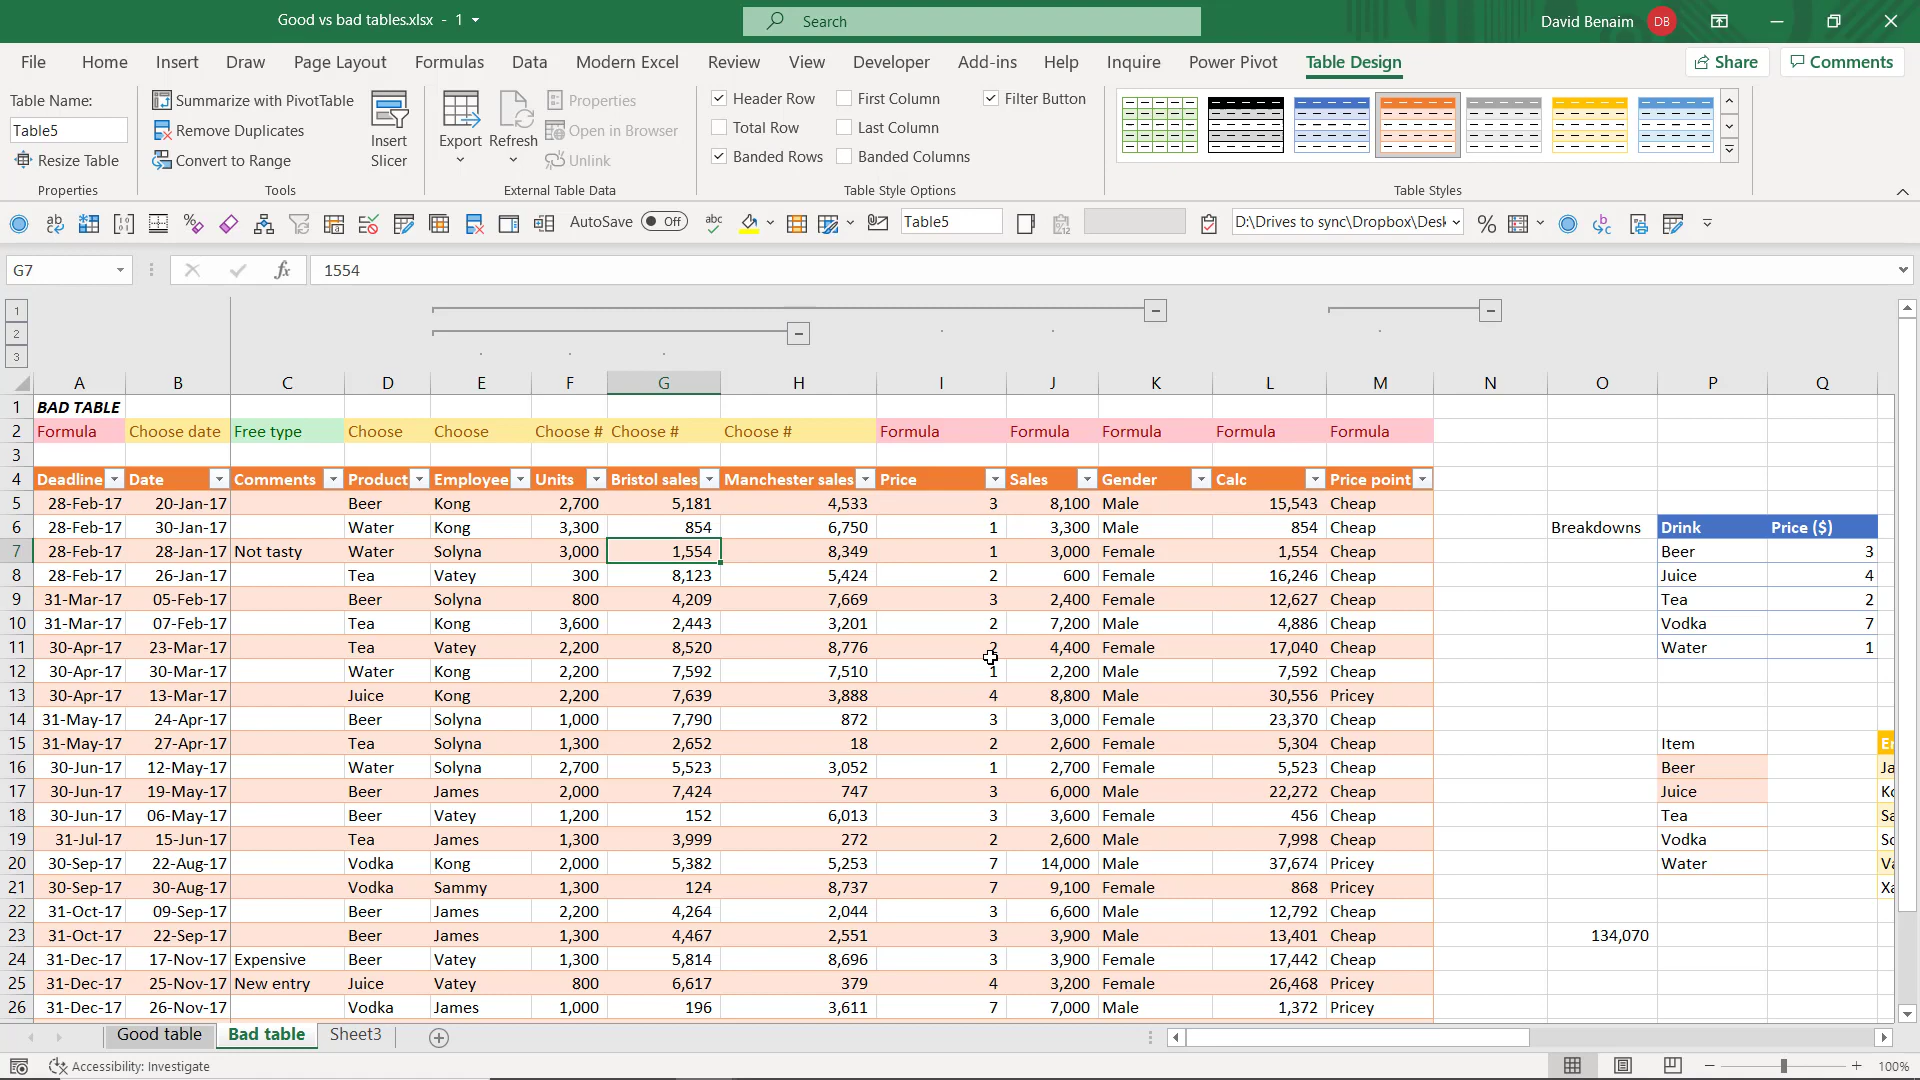 Good vs bad tables.xlsx - 1
Search
David Benaim DB
File Home Insert Draw Page Layout Formulas Data Modern Excel Review View Developer Add-ins Help Inquire Power Pivot Table Design Share Comments
Table Name:
Table5
Resize Table
Properties
Summarize with PivotTable
Remove Duplicates
Convert to Range
Tools
Insert Slicer
Export
Refresh
Properties
Open in Browser
Unlink
External Table Data
Header Row First Column Filter Button
Total Row Last Column
Banded Rows Banded Columns
Table Style Options
Table Styles
AutoSave Off Table5 D:\Drives to sync\Dropbox\Desk
G7 fx 1554
1
2
3
A B C D E F G H I J K L M N O P Q
1 BAD TABLE
2 Formula Choose date Free type Choose Choose Choose # Choose # Choose # Formula Formula Formula Formula Formula
3
4 Deadline Date Comments Product Employee Units Bristol sales Manchester sales Price Sales Gender Calc Price point
5 28-Feb-17 20-Jan-17 Beer Kong 2,700 5,181 4,533 3 8,100 Male 15,543 Cheap
6 28-Feb-17 30-Jan-17 Water Kong 3,300 854 6,750 1 3,300 Male 854 Cheap Breakdowns Drink Price ($)
7 28-Feb-17 28-Jan-17 Not tasty Water Solyna 3,000 1,554 8,349 1 3,000 Female 1,554 Cheap Beer 3
8 28-Feb-17 26-Jan-17 Tea Vatey 300 8,123 5,424 2 600 Female 16,246 Cheap Juice 4
9 31-Mar-17 05-Feb-17 Beer Solyna 800 4,209 7,669 3 2,400 Female 12,627 Cheap Tea 2
10 31-Mar-17 07-Feb-17 Tea Kong 3,600 2,443 3,201 2 7,200 Male 4,886 Cheap Vodka 7
11 30-Apr-17 23-Mar-17 Tea Vatey 2,200 8,520 8,776 2 4,400 Female 17,040 Cheap Water 1
12 30-Apr-17 30-Mar-17 Water Kong 2,200 7,592 7,510 1 2,200 Male 7,592 Cheap
13 30-Apr-17 13-Mar-17 Juice Kong 2,200 7,639 3,888 4 8,800 Male 30,556 Pricey
14 31-May-17 24-Apr-17 Beer Solyna 1,000 7,790 872 3 3,000 Female 23,370 Cheap
15 31-May-17 27-Apr-17 Tea Solyna 1,300 2,652 18 2 2,600 Female 5,304 Cheap Item
16 30-Jun-17 12-May-17 Water Solyna 2,700 5,523 3,052 1 2,700 Female 5,523 Cheap Beer
17 30-Jun-17 19-May-17 Beer James 2,000 7,424 747 3 6,000 Male 22,272 Cheap Juice
18 30-Jun-17 06-May-17 Beer Vatey 1,200 152 6,013 3 3,600 Female 456 Cheap Tea
19 31-Jul-17 15-Jun-17 Tea James 1,300 3,999 272 2 2,600 Male 7,998 Cheap Vodka
20 30-Sep-17 22-Aug-17 Vodka Kong 2,000 5,382 5,253 7 14,000 Male 37,674 Pricey Water
21 30-Sep-17 30-Aug-17 Vodka Sammy 1,300 124 8,737 7 9,100 Female 868 Pricey
22 31-Oct-17 09-Sep-17 Beer James 2,200 4,264 2,044 3 6,600 Male 12,792 Cheap
23 31-Oct-17 22-Sep-17 Beer James 1,300 4,467 2,551 3 3,900 Male 13,401 Cheap 134,070
24 31-Dec-17 17-Nov-17 Expensive Beer Vatey 1,300 5,814 8,696 3 3,900 Female 17,442 Cheap
25 31-Dec-17 25-Nov-17 New entry Juice Vatey 800 6,617 379 4 3,200 Female 26,468 Pricey
26 31-Dec-17 26-Nov-17 Vodka James 1,000 196 3,611 7 7,000 Male 1,372 Pricey
Good table Bad table Sheet3
Accessibility: Investigate 100%